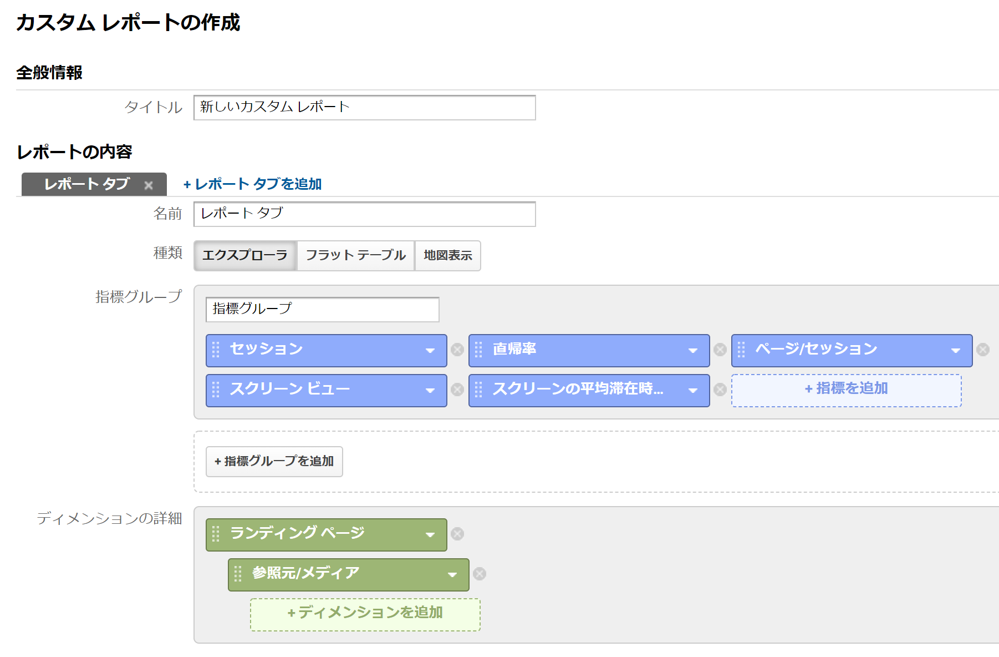 カスタム レポートの作成
全般情報
タイトル 新しいカスタム レポート
レポートの内容
レポート タブ + レポート タブを追加
名前 レポート タブ
種類 エクスプローラ フラット テーブル 地図表示
指標グループ 指標グループ
セッション 直帰率 ページ/セッション
スクリーン ビュー スクリーンの平均滞在時... + 指標を追加
+ 指標グループを追加
ディメンションの詳細 ランディング ページ
参照元/メディア
+ ディメンションを追加